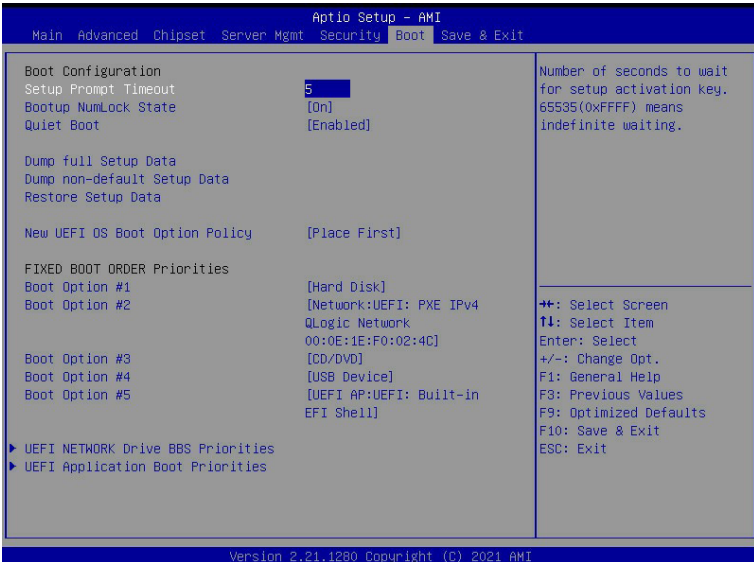 Aptio Setup – AMI
Main Advanced Chipset Server Mgmt Security Boot Save & Exit
Boot Configuration
Setup Prompt Timeout 5
Bootup NumLock State [On]
Quiet Boot [Enabled]
Dump full Setup Data
Dump non-default Setup Data
Restore Setup Data
New UEFI OS Boot Option Policy [Place First]
FIXED BOOT ORDER Priorities
Boot Option #1 [Hard Disk]
Boot Option #2 [Network:UEFI: PXE IPv4
QLogic Network
00:0E:1E:F0:02:4C]
Boot Option #3 [CD/DVD]
Boot Option #4 [USB Device]
Boot Option #5 [UEFI AP:UEFI: Built-in
EFI Shell]
▶ UEFI NETWORK Drive BBS Priorities
▶ UEFI Application Boot Priorities
Number of seconds to wait
for setup activation key.
65535(0xFFFF) means
indefinite waiting.
→←: Select Screen
↑↓: Select Item
Enter: Select
+/-: Change Opt.
F1: General Help
F3: Previous Values
F9: Optimized Defaults
F10: Save & Exit
ESC: Exit
Version 2.21.1280 Copyright (C) 2021 AMI